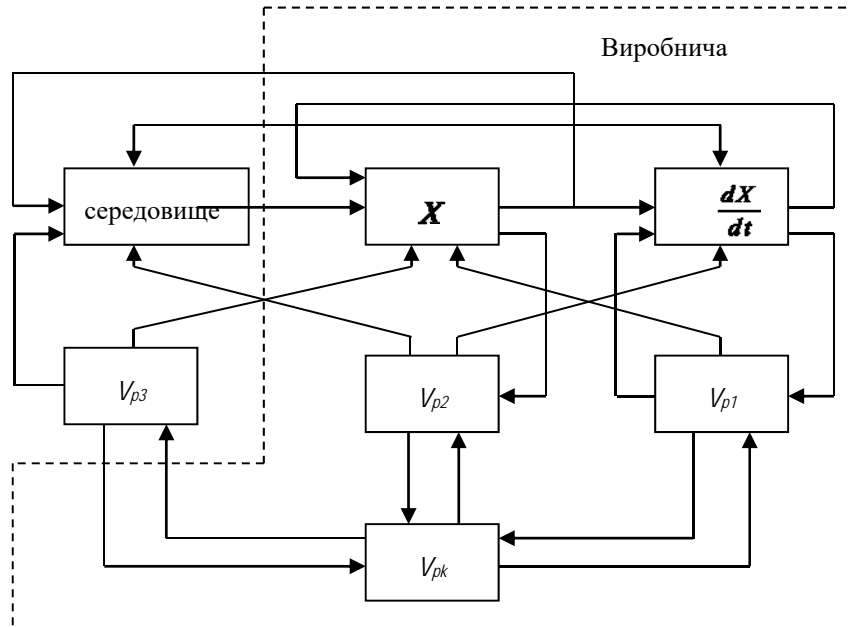 Виробнича
середовище
X
dX
dt
Vp3
Vp2
Vp1
Vpk